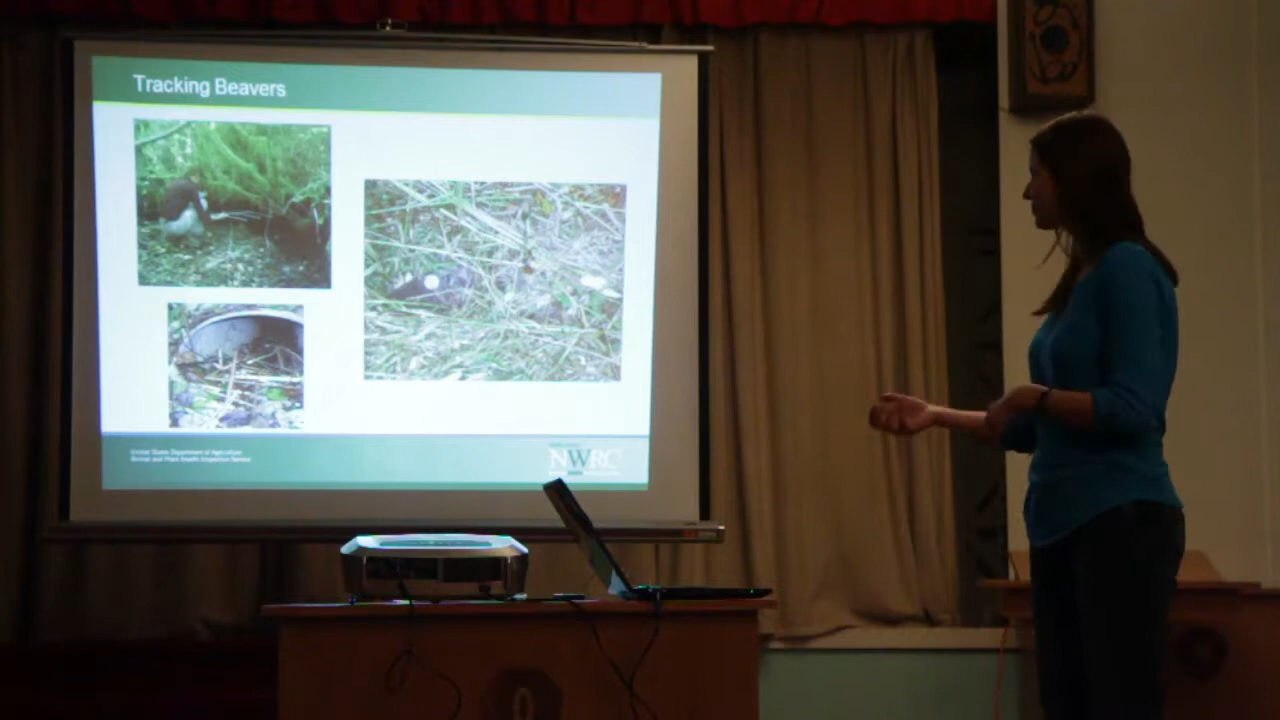 Tracking Beavers
United States Department of Agriculture
Animal and Plant Health Inspection Service
NWRC